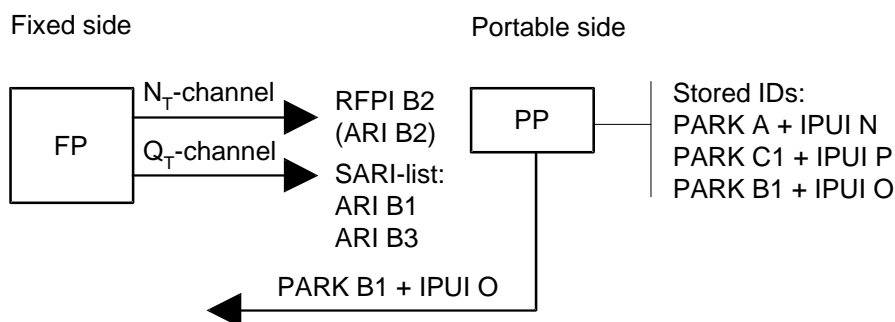 Fixed side
Portable side
N_T-channel
FP
Q_T-channel
RFPI B2
(ARI B2)
SARI-list:
ARI B1
ARI B3
PP
Stored IDs:
PARK A + IPUI N
PARK C1 + IPUI P
PARK B1 + IPUI O
PARK B1 + IPUI O